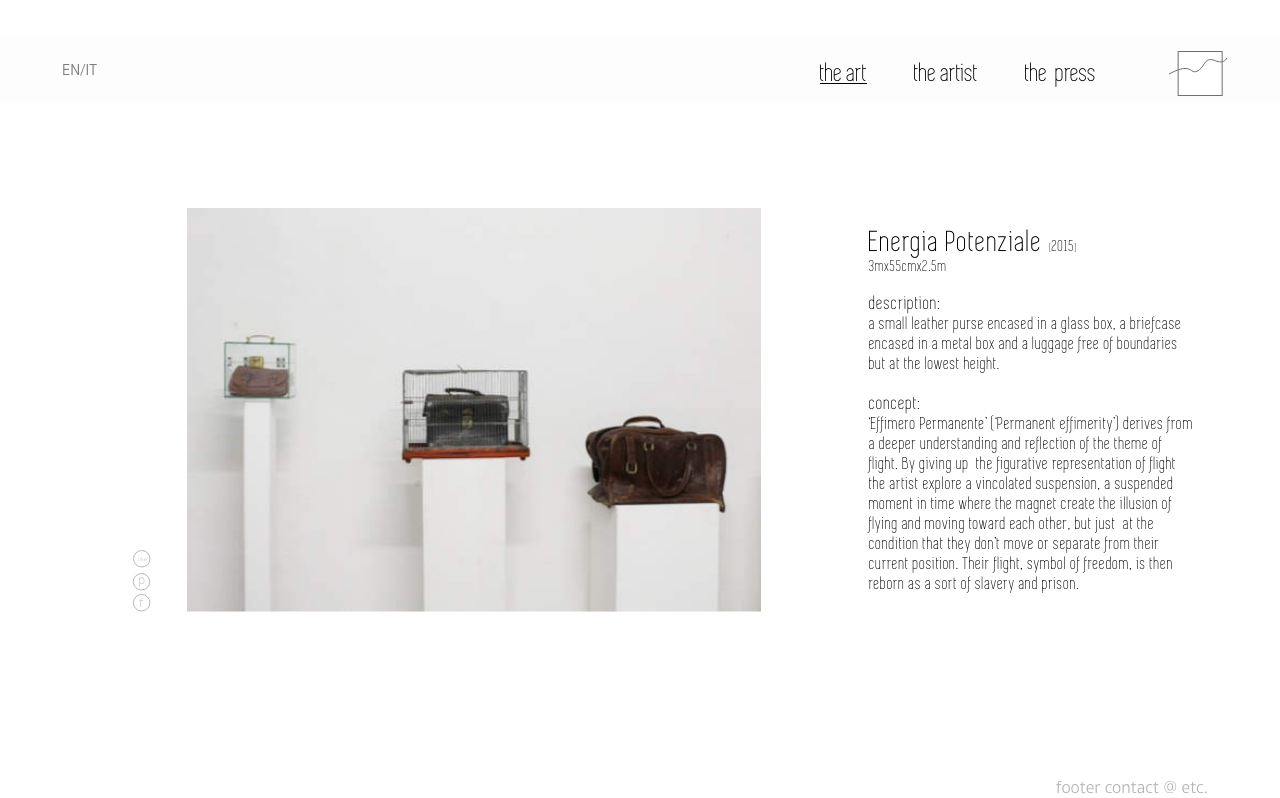 EN/IT
the art
the artist
the press
Energia Potenziale (2015)
3mx55cmx2.5m
description:
a small leather purse encased in a glass box, a briefcase
encased in a metal box and a luggage free of boundaries
but at the lowest height.
concept:
'Effimero Permanente' ('Permanent effimerity') derives from
a deeper understanding and reflection of the theme of
flight. By giving up the figurative representation of flight
the artist explore a vincolated suspension, a suspended
moment in time where the magnet create the illusion of
flying and moving toward each other, but just at the
condition that they don't move or separate from their
current position. Their flight, symbol of freedom, is then
reborn as a sort of slavery and prison.
p
f
footer contact @ etc.